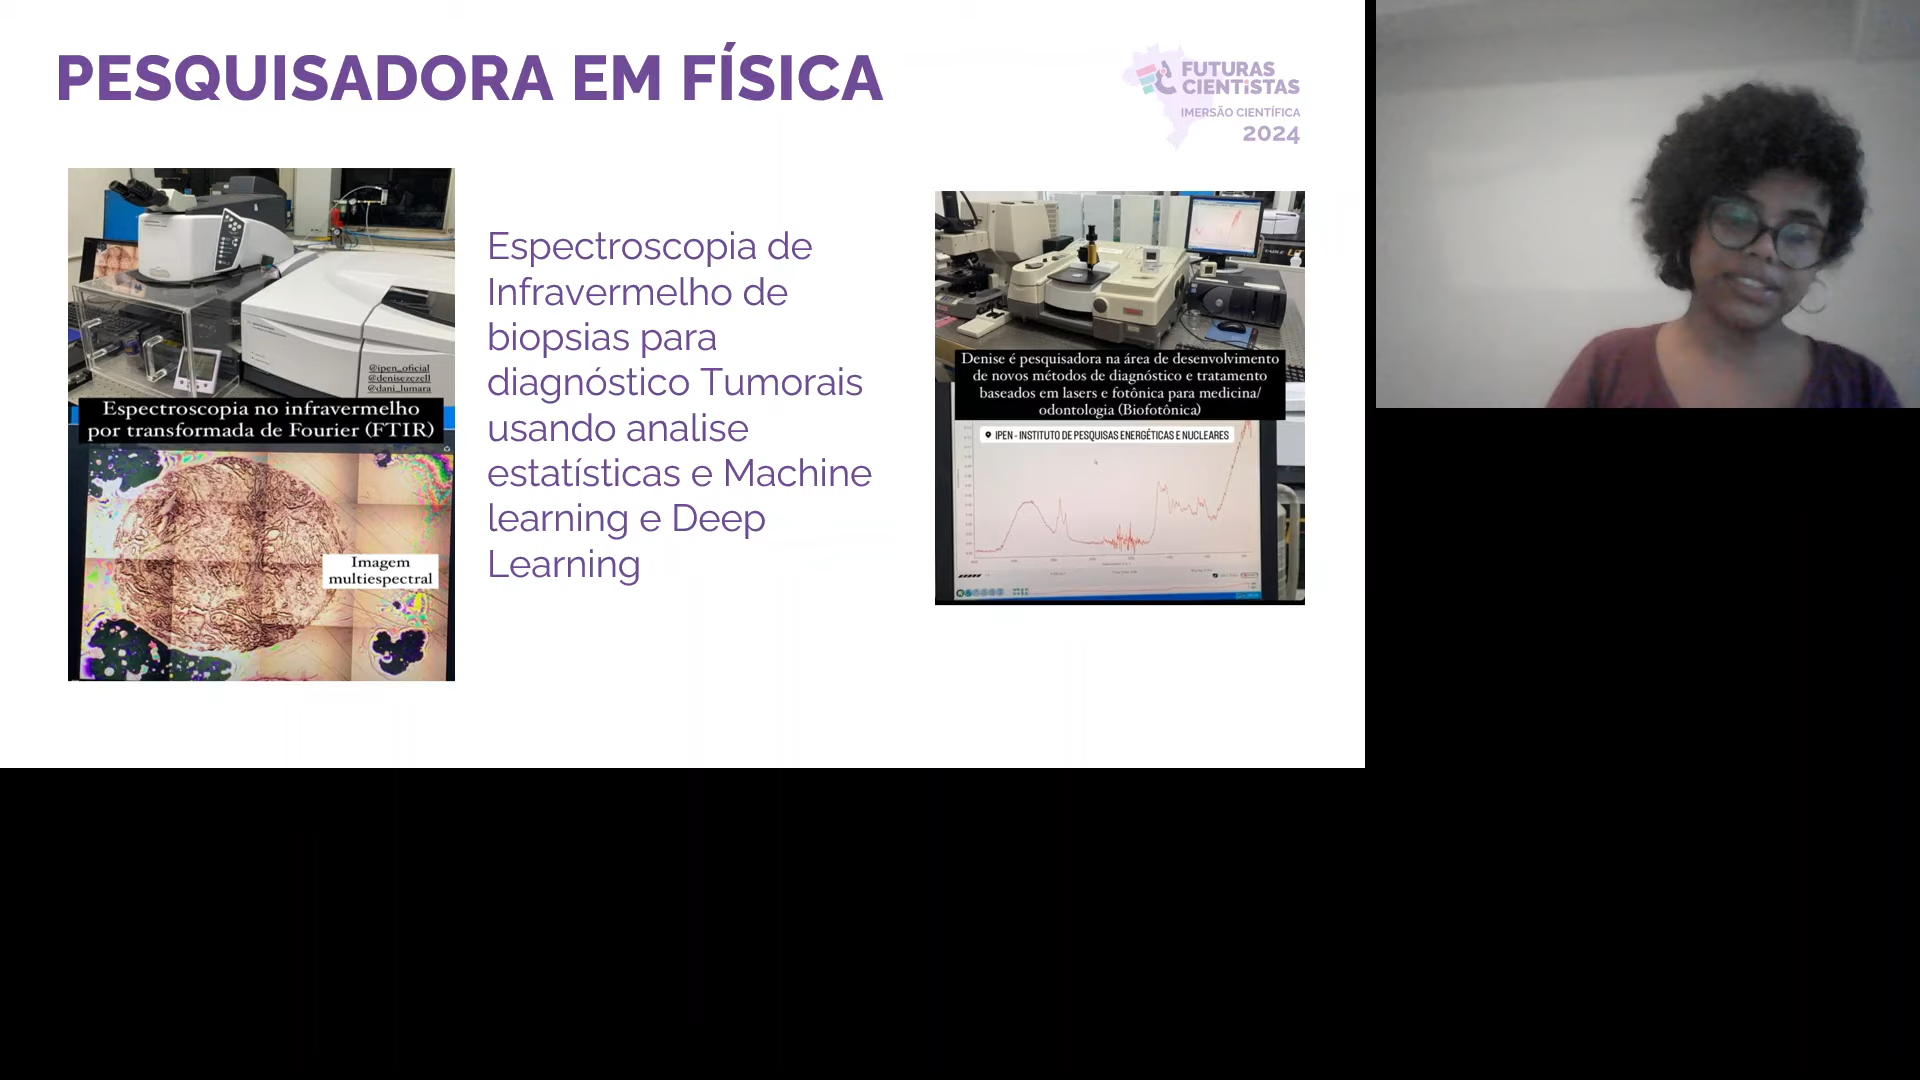 PESQUISADORA EM FÍSICA
FUTURAS
CIENTISTAS
IMERSÃO CIENTÍFICA
2024
@ipen_oficial
@denisezezell
@dani_lumara
Espectroscopia no infravermelho
por transformada de Fourier (FTIR)
Imagem
multiespectral
Espectroscopia de
Infravermelho de
biopsias para
diagnóstico Tumorais
usando analise
estatísticas e Machine
learning e Deep
Learning
Denise é pesquisadora na área de desenvolvimento
de novos métodos de diagnóstico e tratamento
baseados em lasers e fotônica para medicina/
odontologia (Biofotônica)
IPEN - INSTITUTO DE PESQUISAS ENERGÉTICAS E NUCLEARES